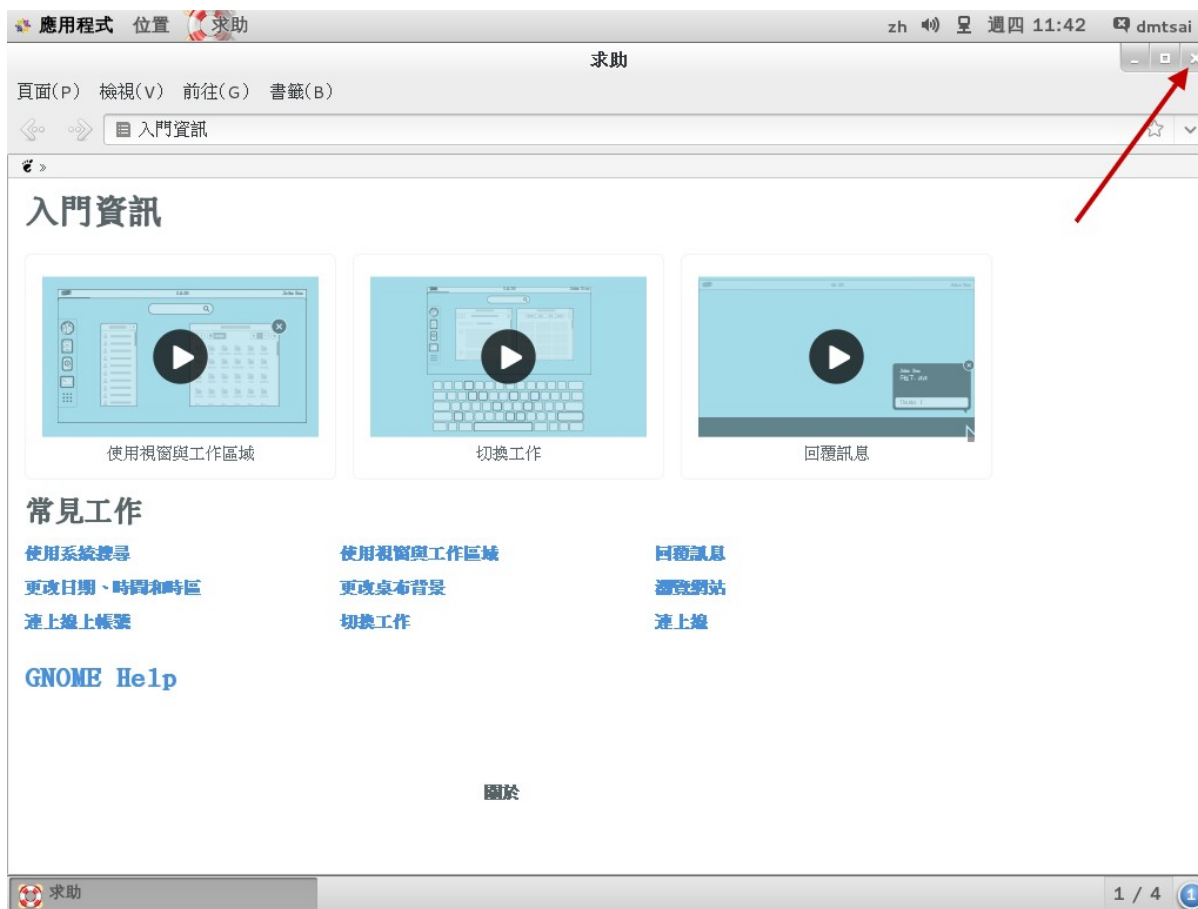 應用程式 位置 求助 zh 週四 11:42 dmtsai
求助
頁面(P) 檢視(V) 前往(G) 書籤(B)
入門資訊
»
入門資訊
使用視窗與工作區域 切換工作 回覆訊息
常見工作
使用系統搜尋 使用視窗與工作區域 回覆訊息
更改日期、時間和時區 更改桌布背景 瀏覽網站
連上線上帳號 切換工作 連上線
GNOME Help
關於
求助 1 / 4 1